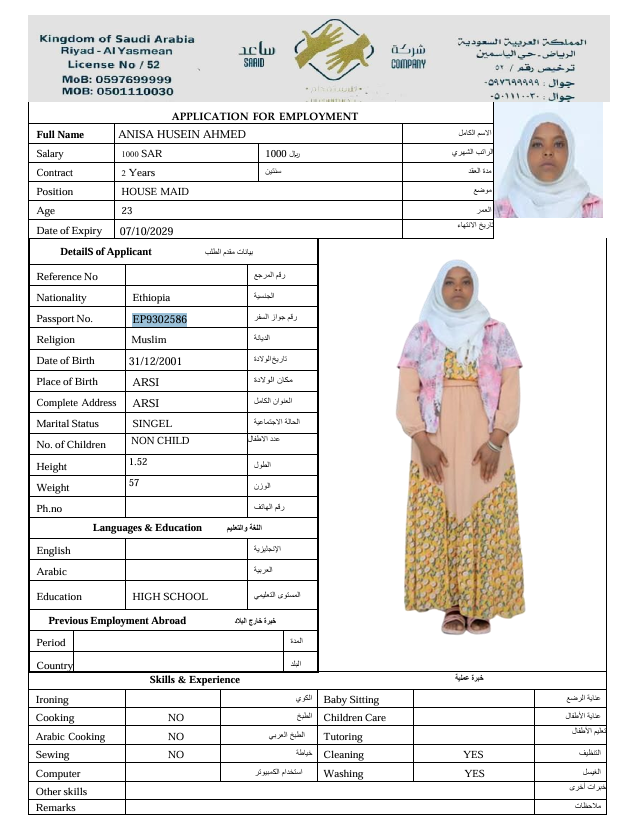 Kingdom of Saudi Arabia
Riyad - Al Yasmean
License No / 52
MoB: 0597699999
MOB: 0501110030
ساعد
SAAID
شركة
COMPANY
المملكة العربية السعودية
الرياض - حي الياسمين
ترخيص رقم / ٥٢
جوال : ٠٥٩٧٦٩٩٩٩٩
جوال : ٠٥٠١١١٠٠٣٠
APPLICATION FOR EMPLOYMENT
Full Name ANISA HUSEIN AHMED الاسم الكامل
Salary 1000 SAR 1000 ريال الراتب الشهري
Contract 2 Years سنتين مدة العقد
Position HOUSE MAID موضع
Age 23 العمر
Date of Expiry 07/10/2029 تاريخ الانتهاء
DetailS of Applicant بيانات مقدم الطلب
Reference No رقم المرجع
Nationality Ethiopia الجنسية
Passport No. EP9302586 رقم جواز السفر
Religion Muslim الديانة
Date of Birth 31/12/2001 تاريخ الولادة
Place of Birth ARSI مكان الولادة
Complete Address ARSI العنوان الكامل
Marital Status SINGEL الحالة الاجتماعية
No. of Children NON CHILD عدد الاطفال
Height 1.52 الطول
Weight 57 الوزن
Ph.no رقم الهاتف
Languages & Education اللغة والتعليم
English الإنجليزية
Arabic العربية
Education HIGH SCHOOL المستوى التعليمي
Previous Employment Abroad خبرة خارج البلاد
Period المدة
Country البلد
Skills & Experience خبرة عملية
Ironing الكوي Baby Sitting عناية الرضع
Cooking NO الطبخ Children Care عناية الأطفال
Arabic Cooking NO الطبخ العربي Tutoring تعليم الأطفال
Sewing NO خياطة Cleaning YES التنظيف
Computer استخدام الكمبيوتر Washing YES الغيسل
Other skills خبرات أخرى
Remarks ملاحظات